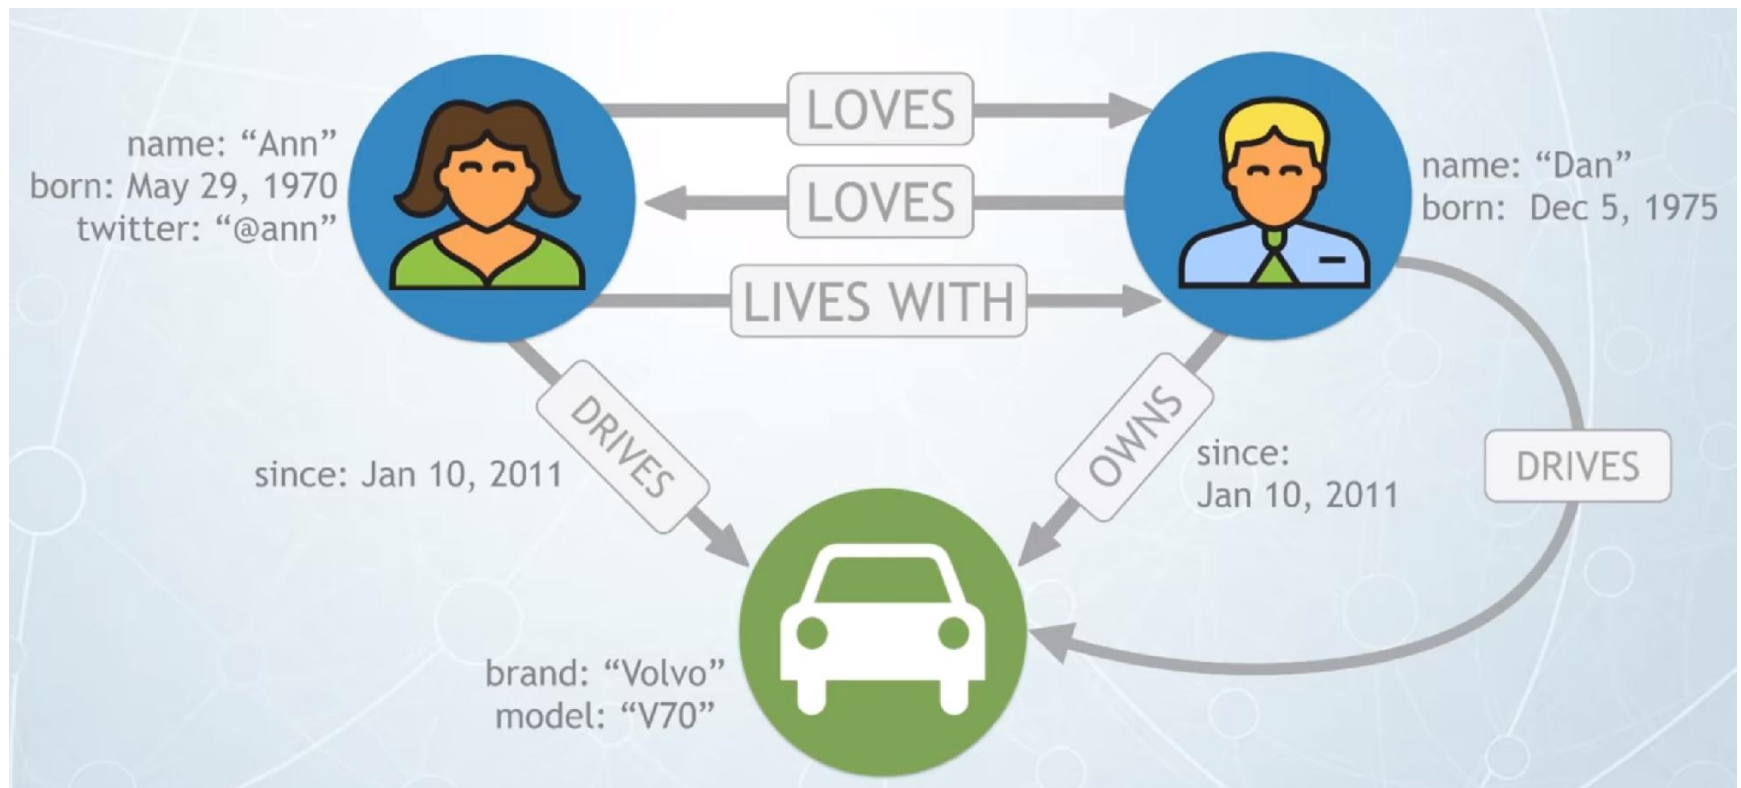 name: “Ann”
born: May 29, 1970
twitter: “@ann”
LOVES
LOVES
LIVES WITH
name: “Dan”
born: Dec 5, 1975
DRIVES
since: Jan 10, 2011
OWNS
since:
Jan 10, 2011
DRIVES
brand: “Volvo”
model: “V70”